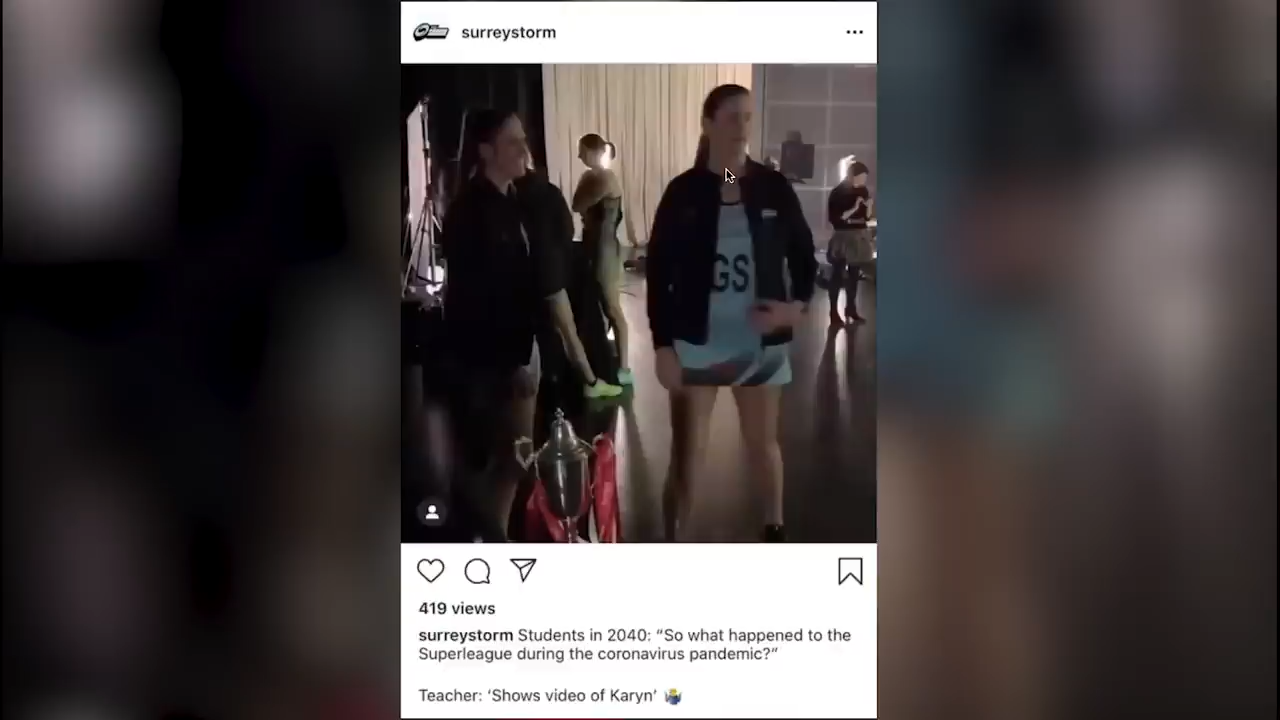 surreystorm
GS
419 views
surreystorm Students in 2040: “So what happened to the
Superleague during the coronavirus pandemic?”
Teacher: ‘Shows video of Karyn’ 🤷‍♂️